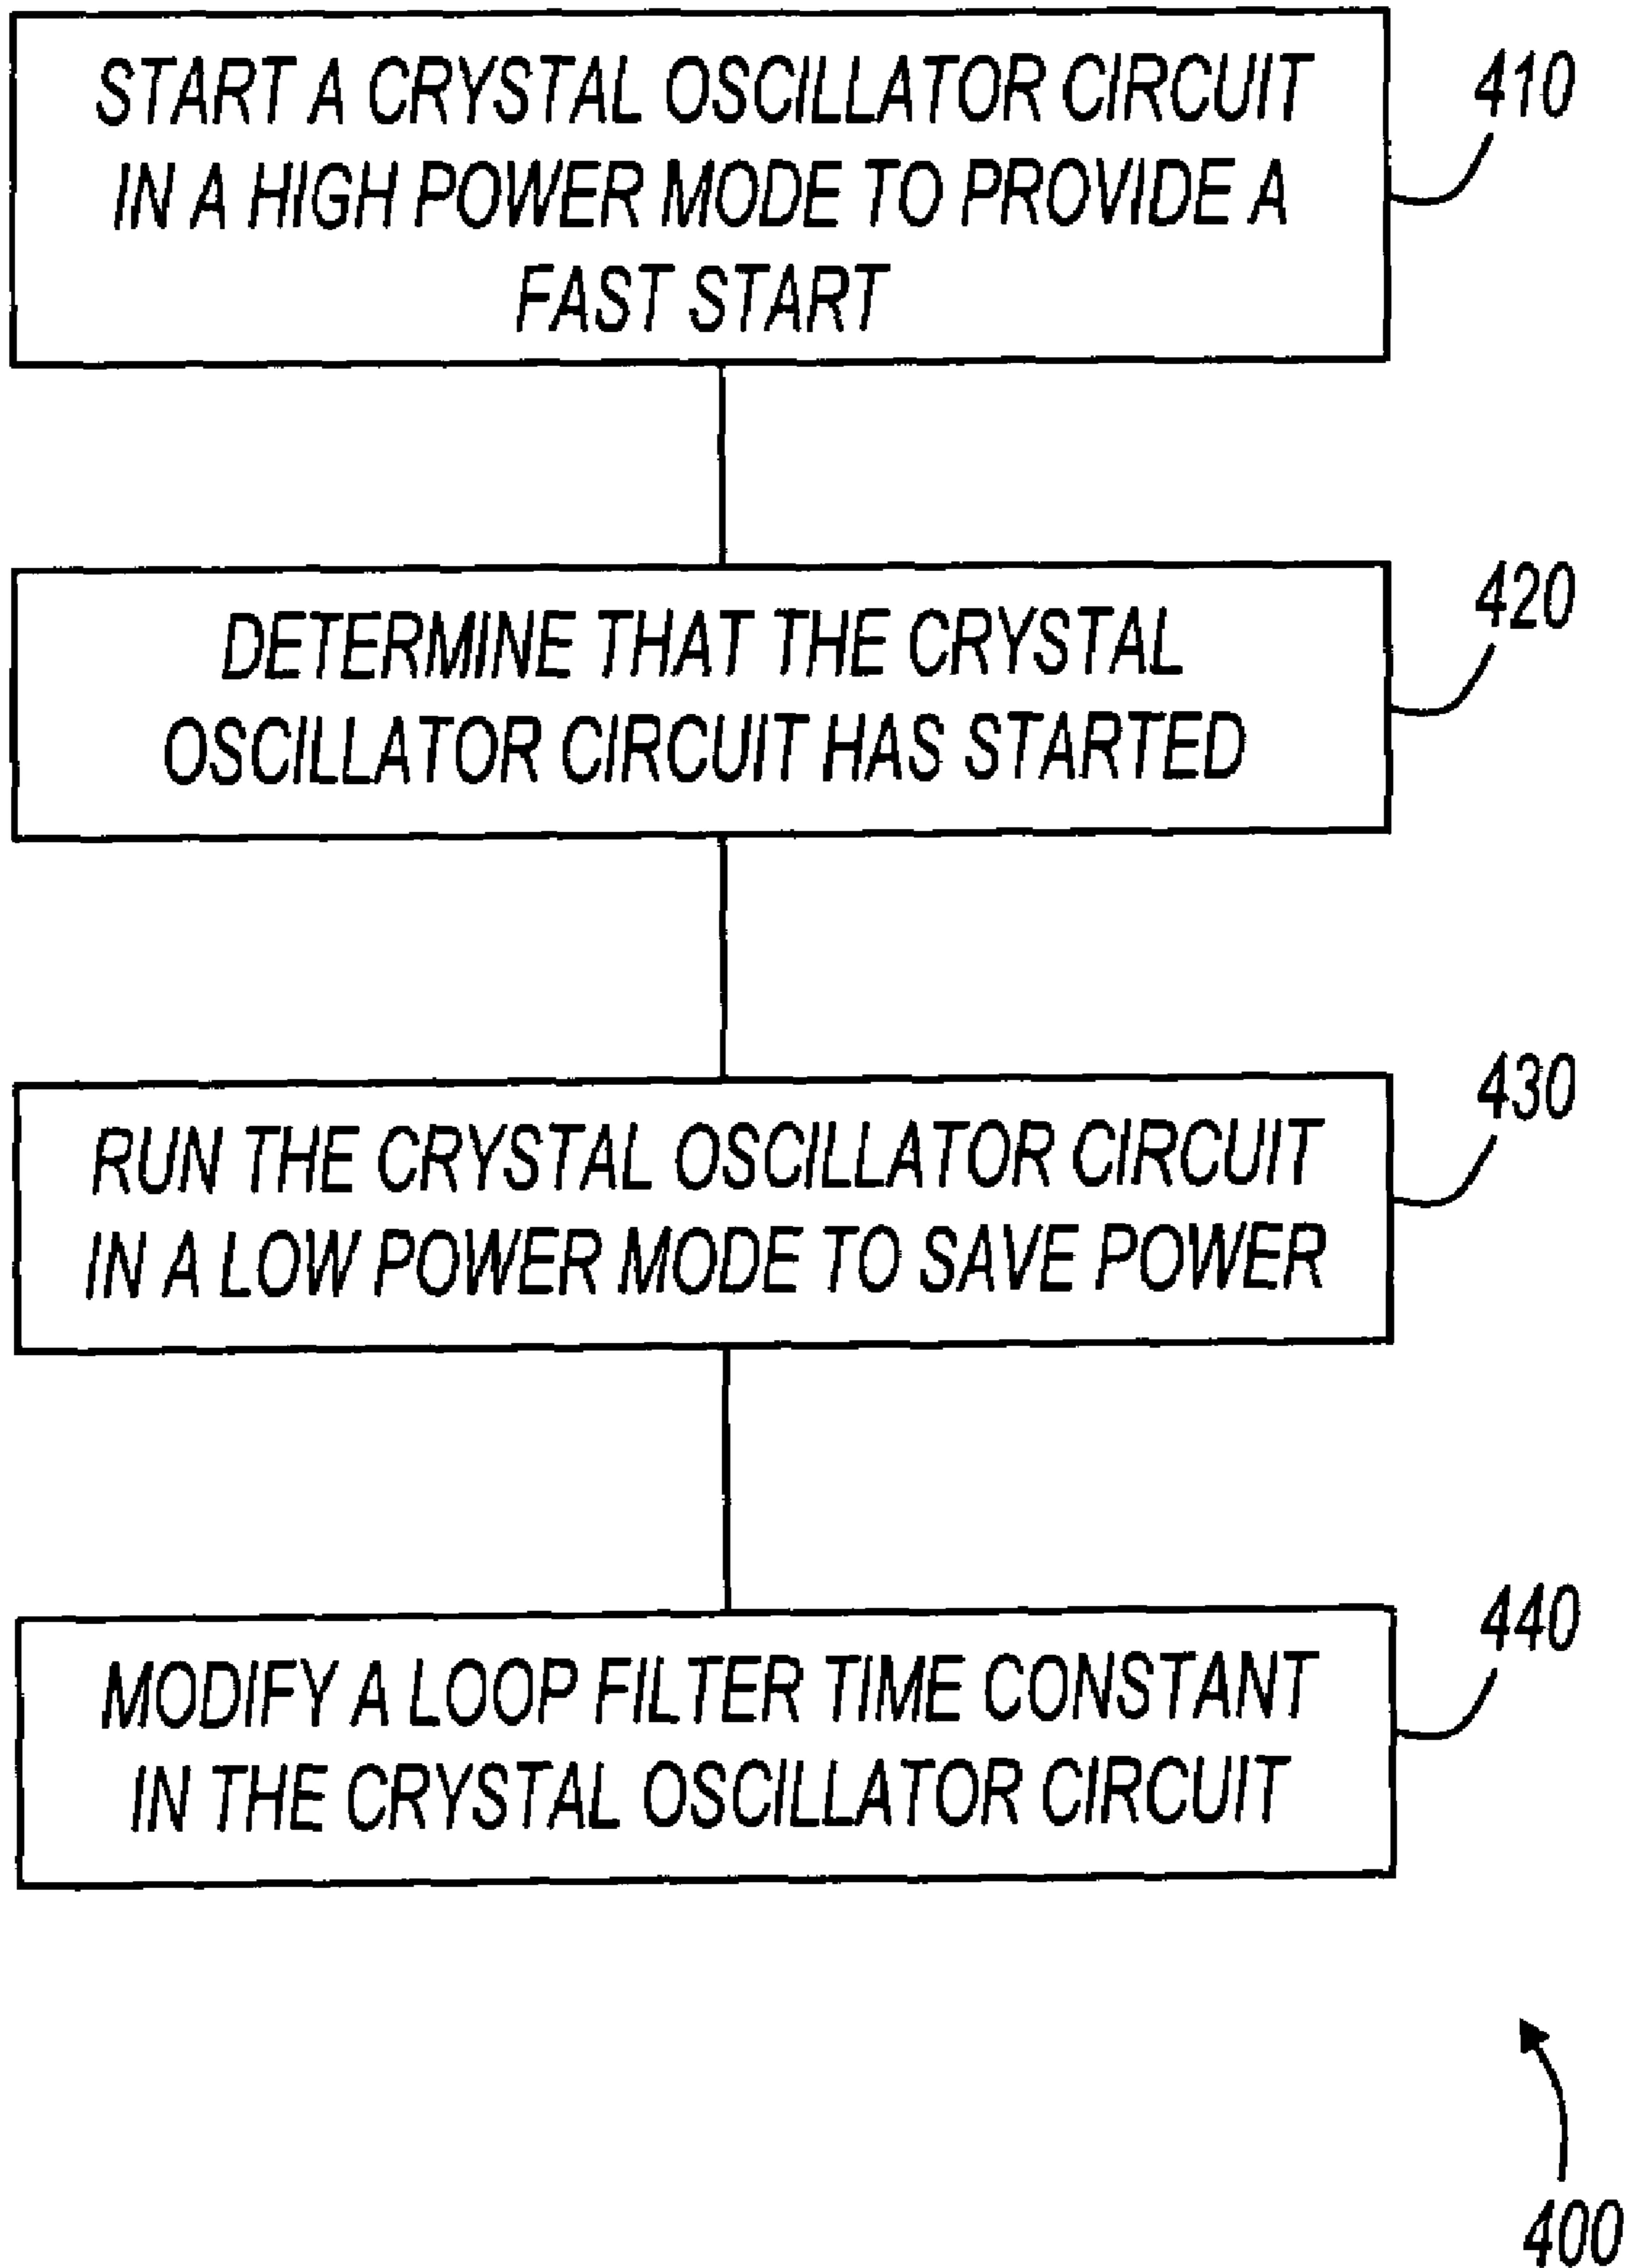 START A CRYSTAL OSCILLATOR CIRCUIT
IN A HIGH POWER MODE TO PROVIDE A
FAST START
410
DETERMINE THAT THE CRYSTAL
OSCILLATOR CIRCUIT HAS STARTED
420
RUN THE CRYSTAL OSCILLATOR CIRCUIT
IN A LOW POWER MODE TO SAVE POWER
430
MODIFY A LOOP FILTER TIME CONSTANT
IN THE CRYSTAL OSCILLATOR CIRCUIT
440
400